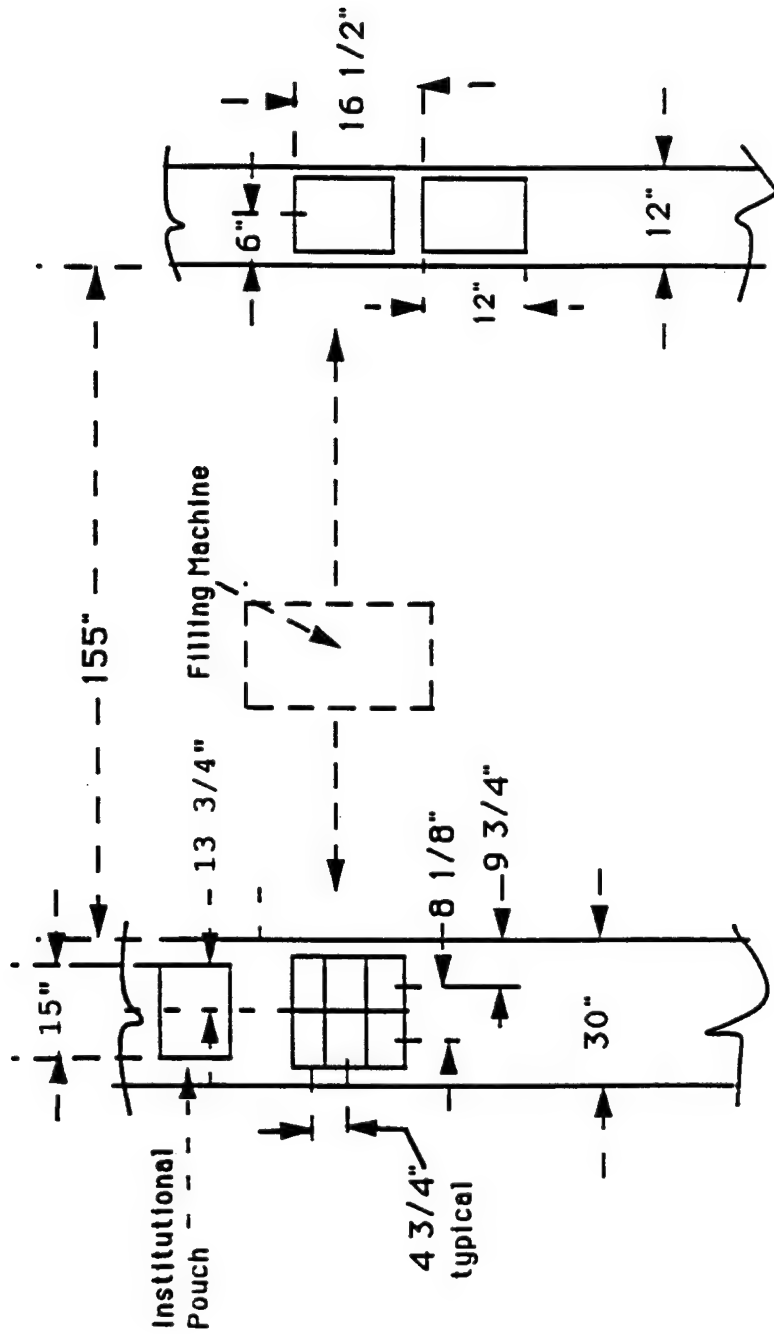 155"
15"
13 3/4"
Institutional
Pouch
Filling Machine
6"
16 1/2"
12"
12"
8 1/8"
9 3/4"
4 3/4"
typical
30"